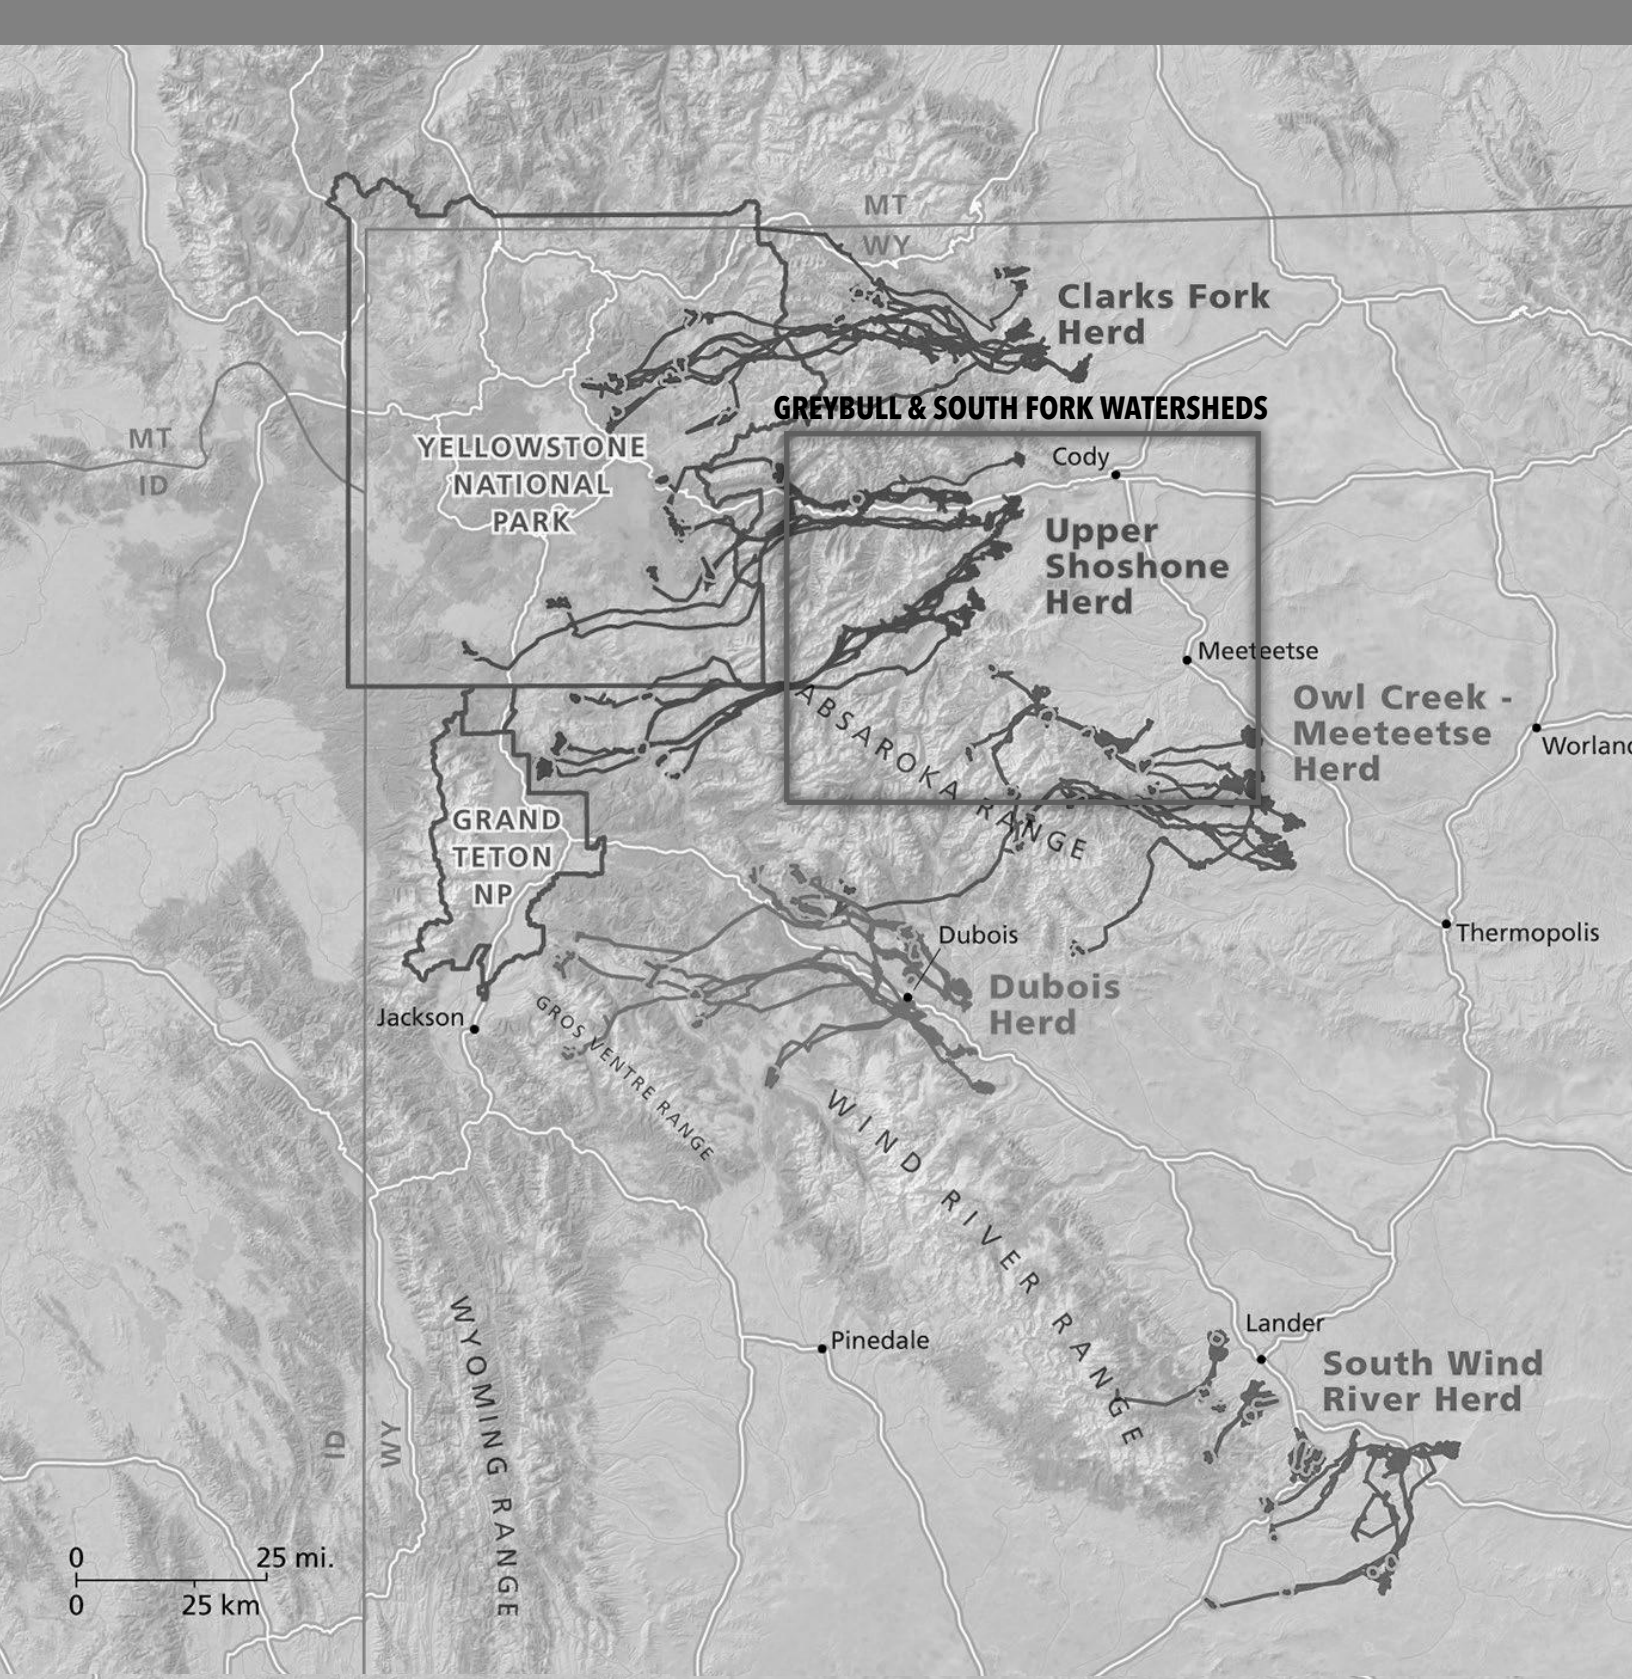 MT
WY
Clarks Fork
Herd
GREYBULL & SOUTH FORK WATERSHEDS
MT
ID
YELLOWSTONE
NATIONAL
PARK
Cody
Upper
Shoshone
Herd
Meeteetse
ABSAROKA RANGE
Owl Creek -
Meeteetse
Herd
Worland
GRAND
TETON
NP
Thermopolis
Dubois
Dubois
Herd
Jackson
GROS VENTRE RANGE
WIND RIVER RANGE
WYOMING RANGE
Pinedale
Lander
South Wind
River Herd
ID
WY
0 25 mi.
0 25 km